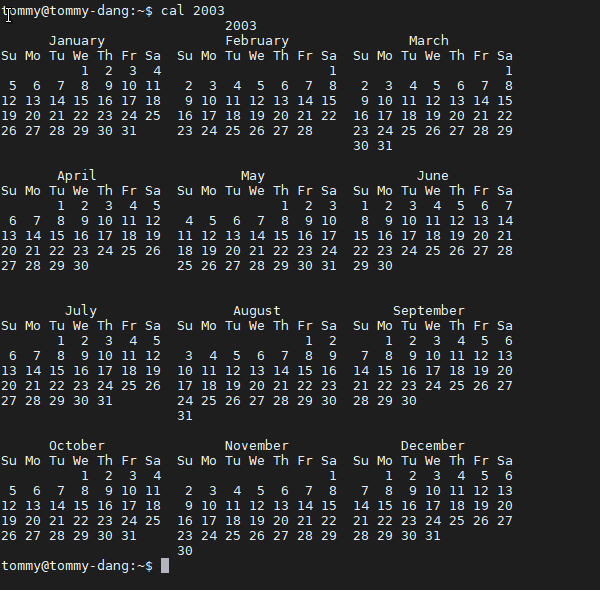 tommy@tommy-dang:~$ cal 2003
                            2003
      January               February               March
Su Mo Tu We Th Fr Sa  Su Mo Tu We Th Fr Sa  Su Mo Tu We Th Fr Sa
          1  2  3  4                     1                     1
 5  6  7  8  9 10 11   2  3  4  5  6  7  8   2  3  4  5  6  7  8
12 13 14 15 16 17 18   9 10 11 12 13 14 15   9 10 11 12 13 14 15
19 20 21 22 23 24 25  16 17 18 19 20 21 22  16 17 18 19 20 21 22
26 27 28 29 30 31     23 24 25 26 27 28     23 24 25 26 27 28 29
                                            30 31
       April                  May                   June
Su Mo Tu We Th Fr Sa  Su Mo Tu We Th Fr Sa  Su Mo Tu We Th Fr Sa
       1  2  3  4  5               1  2  3   1  2  3  4  5  6  7
 6  7  8  9 10 11 12   4  5  6  7  8  9 10   8  9 10 11 12 13 14
13 14 15 16 17 18 19  11 12 13 14 15 16 17  15 16 17 18 19 20 21
20 21 22 23 24 25 26  18 19 20 21 22 23 24  22 23 24 25 26 27 28
27 28 29 30           25 26 27 28 29 30 31  29 30
        July                 August              September
Su Mo Tu We Th Fr Sa  Su Mo Tu We Th Fr Sa  Su Mo Tu We Th Fr Sa
       1  2  3  4  5                  1  2      1  2  3  4  5  6
 6  7  8  9 10 11 12   3  4  5  6  7  8  9   7  8  9 10 11 12 13
13 14 15 16 17 18 19  10 11 12 13 14 15 16  14 15 16 17 18 19 20
20 21 22 23 24 25 26  17 18 19 20 21 22 23  21 22 23 24 25 26 27
27 28 29 30 31        24 25 26 27 28 29 30  28 29 30
                      31
      October               November              December
Su Mo Tu We Th Fr Sa  Su Mo Tu We Th Fr Sa  Su Mo Tu We Th Fr Sa
          1  2  3  4                     1      1  2  3  4  5  6
 5  6  7  8  9 10 11   2  3  4  5  6  7  8   7  8  9 10 11 12 13
12 13 14 15 16 17 18   9 10 11 12 13 14 15  14 15 16 17 18 19 20
19 20 21 22 23 24 25  16 17 18 19 20 21 22  21 22 23 24 25 26 27
26 27 28 29 30 31     23 24 25 26 27 28 29  28 29 30 31
                      30
tommy@tommy-dang:~$